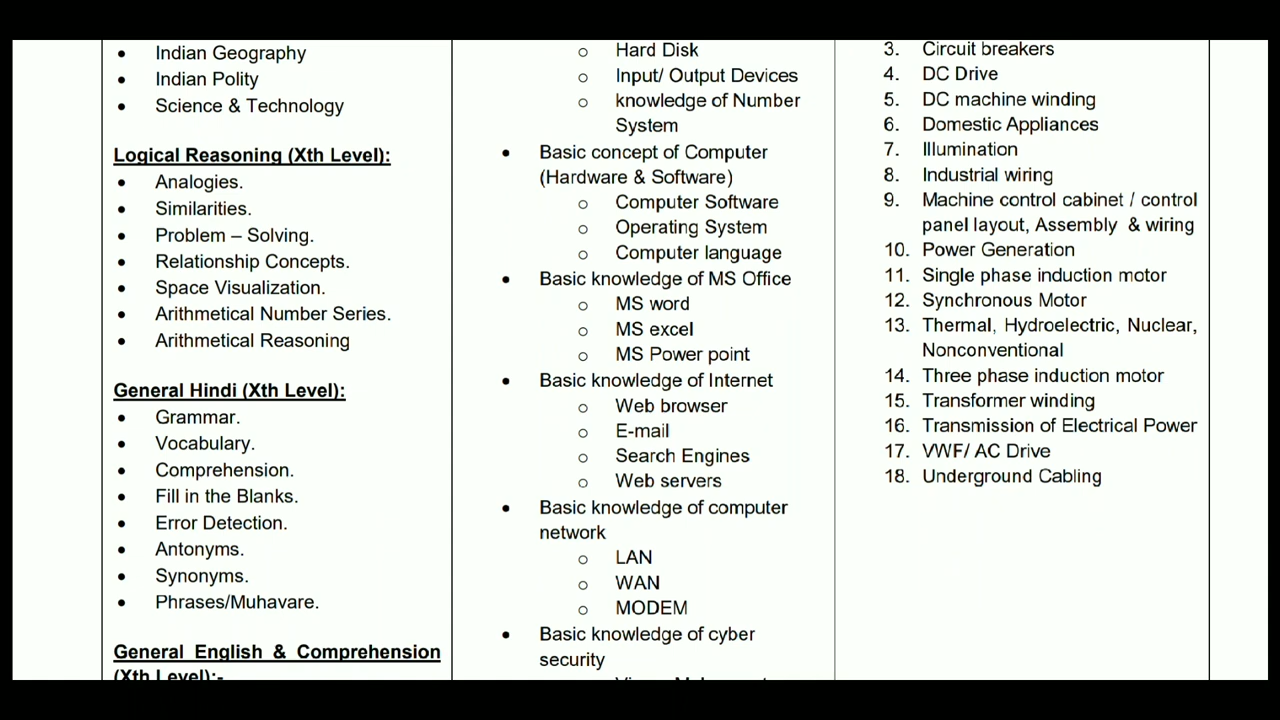 • Indian Geography
• Indian Polity
• Science & Technology
Logical Reasoning (Xth Level):
• Analogies.
• Similarities.
• Problem – Solving.
• Relationship Concepts.
• Space Visualization.
• Arithmetical Number Series.
• Arithmetical Reasoning
General Hindi (Xth Level):
• Grammar.
• Vocabulary.
• Comprehension.
• Fill in the Blanks.
• Error Detection.
• Antonyms.
• Synonyms.
• Phrases/Muhavare.
General English & Comprehension
(Xth Level):-
o Hard Disk
o Input/ Output Devices
o knowledge of Number
System
• Basic concept of Computer
(Hardware & Software)
o Computer Software
o Operating System
o Computer language
• Basic knowledge of MS Office
o MS word
o MS excel
o MS Power point
• Basic knowledge of Internet
o Web browser
o E-mail
o Search Engines
o Web servers
• Basic knowledge of computer
network
o LAN
o WAN
o MODEM
• Basic knowledge of cyber
security
3. Circuit breakers
4. DC Drive
5. DC machine winding
6. Domestic Appliances
7. Illumination
8. Industrial wiring
9. Machine control cabinet / control
panel layout, Assembly & wiring
10. Power Generation
11. Single phase induction motor
12. Synchronous Motor
13. Thermal, Hydroelectric, Nuclear,
Nonconventional
14. Three phase induction motor
15. Transformer winding
16. Transmission of Electrical Power
17. VWF/ AC Drive
18. Underground Cabling